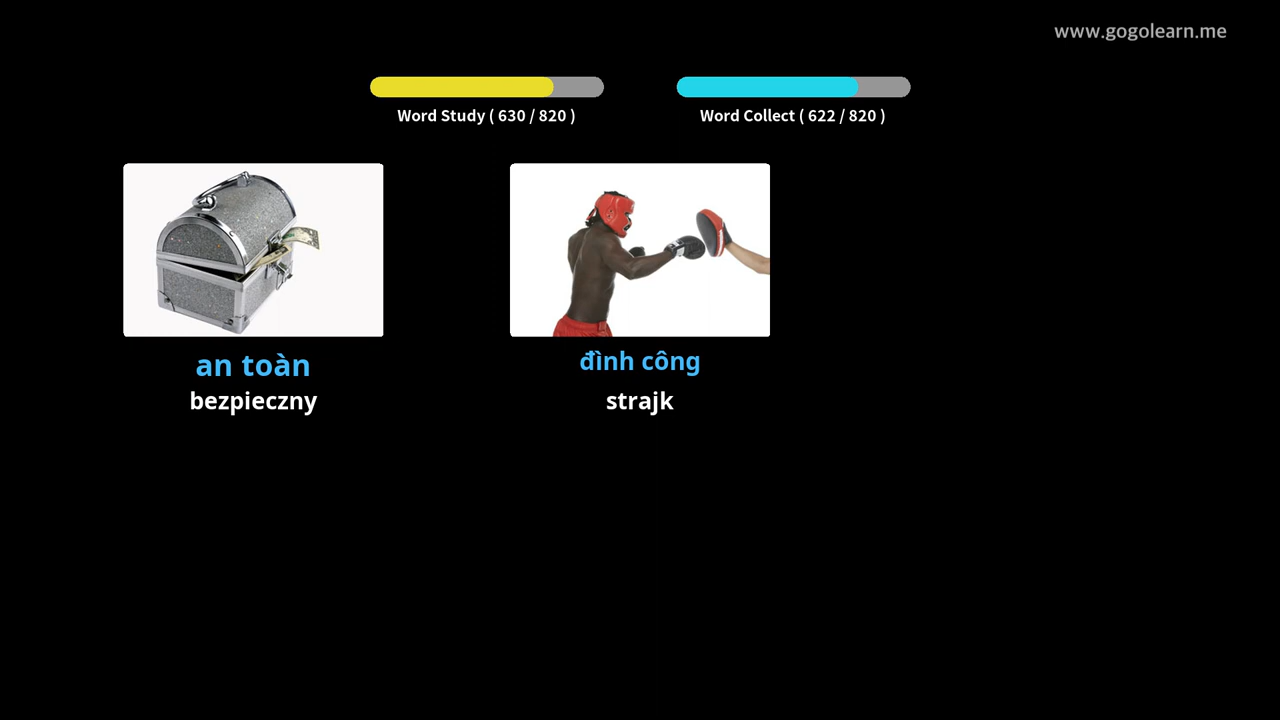 www.gogolearn.me
Word Study ( 630 / 820 )
Word Collect ( 622 / 820 )
an toàn
bezpieczny
đình công
strajk